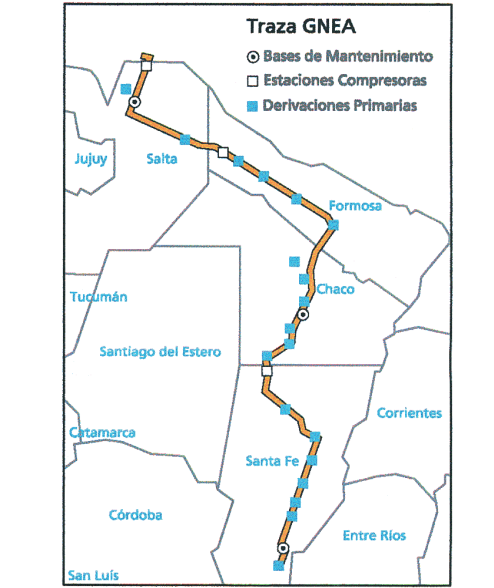 Traza GNEA
Bases de Mantenimiento
Estaciones Compresoras
Derivaciones Primarias
Jujuy
Salta
Formosa
Chaco
Tucumán
Santiago del Estero
Corrientes
Catamarca
Santa Fe
Córdoba
Entre Ríos
San Luís